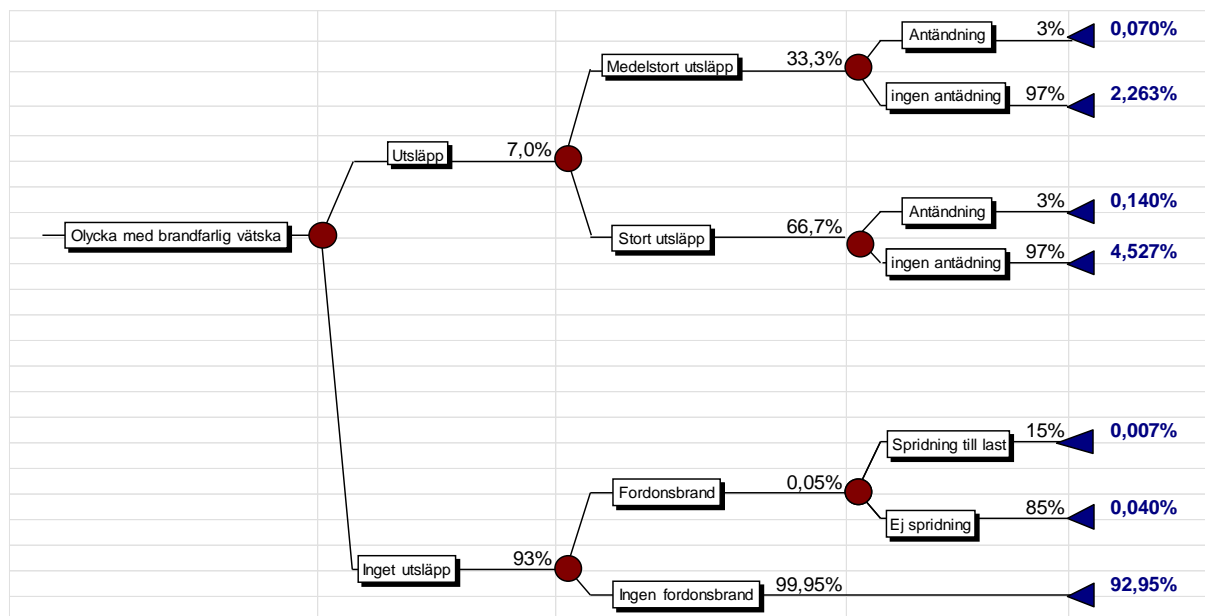 Antändning 3% 0,070%
Medelstort utsläpp 33,3%
ingen antädning 97% 2,263%
Utsläpp 7,0%
Antändning 3% 0,140%
Olycka med brandfarlig vätska
Stort utsläpp 66,7%
ingen antädning 97% 4,527%
Spridning till last 15% 0,007%
Fordonsbrand 0,05%
Ej spridning 85% 0,040%
Inget utsläpp 93%
Ingen fordonsbrand 99,95% 92,95%